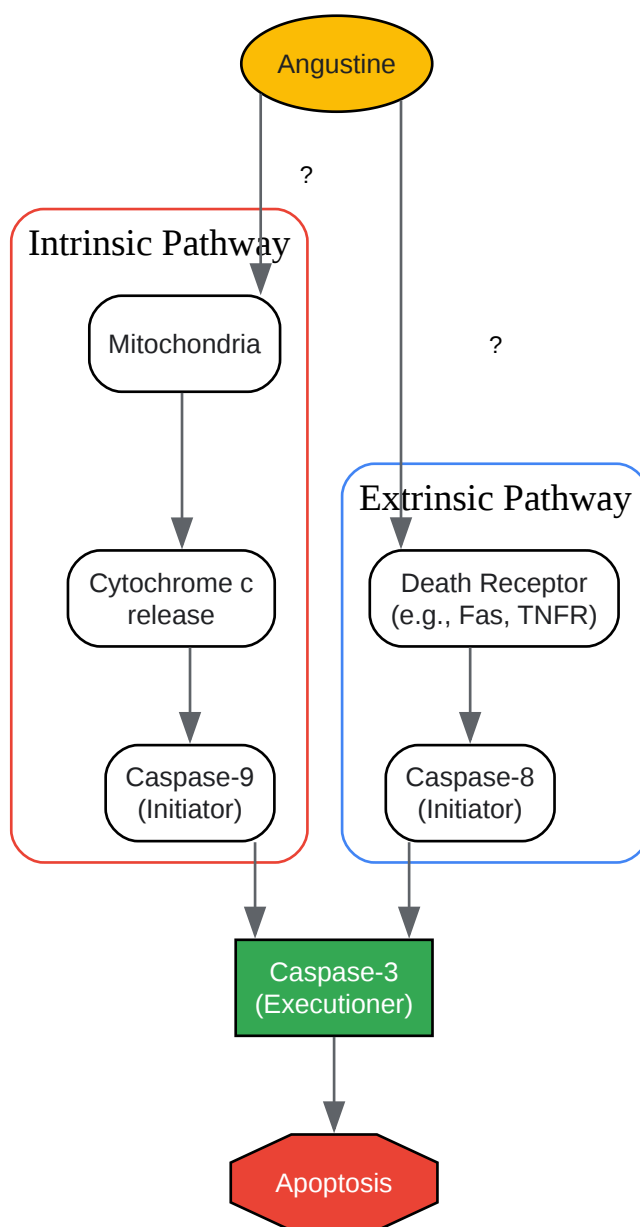 Angustine
?
Intrinsic Pathway
Mitochondria
?
Extrinsic Pathway
Cytochrome c
release
Death Receptor
(e.g., Fas, TNFR)
Caspase-9
(Initiator)
Caspase-8
(Initiator)
Caspase-3
(Executioner)
Apoptosis